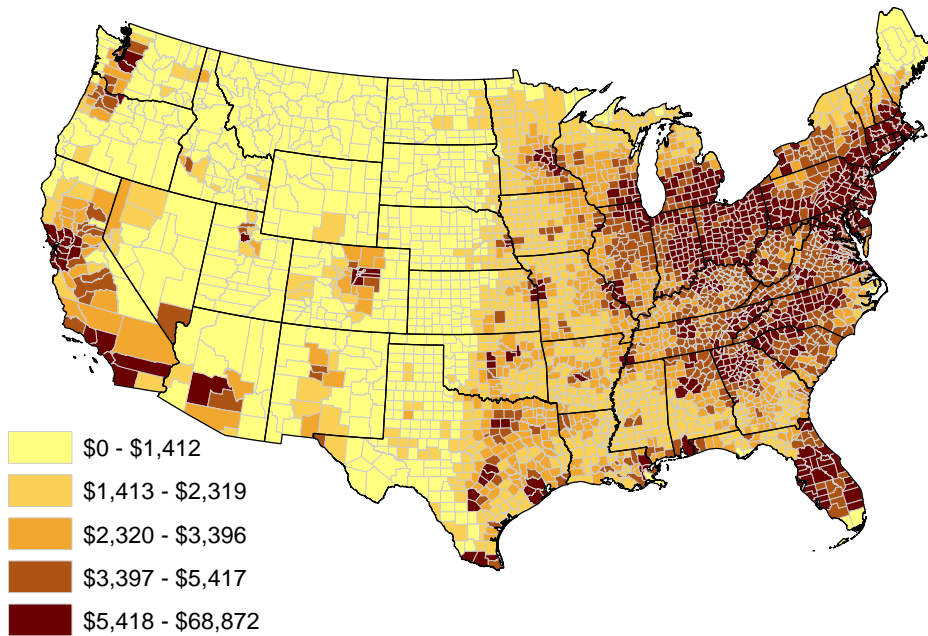 $0 - $1,412
$1,413 - $2,319
$2,320 - $3,396
$3,397 - $5,417
$5,418 - $68,872